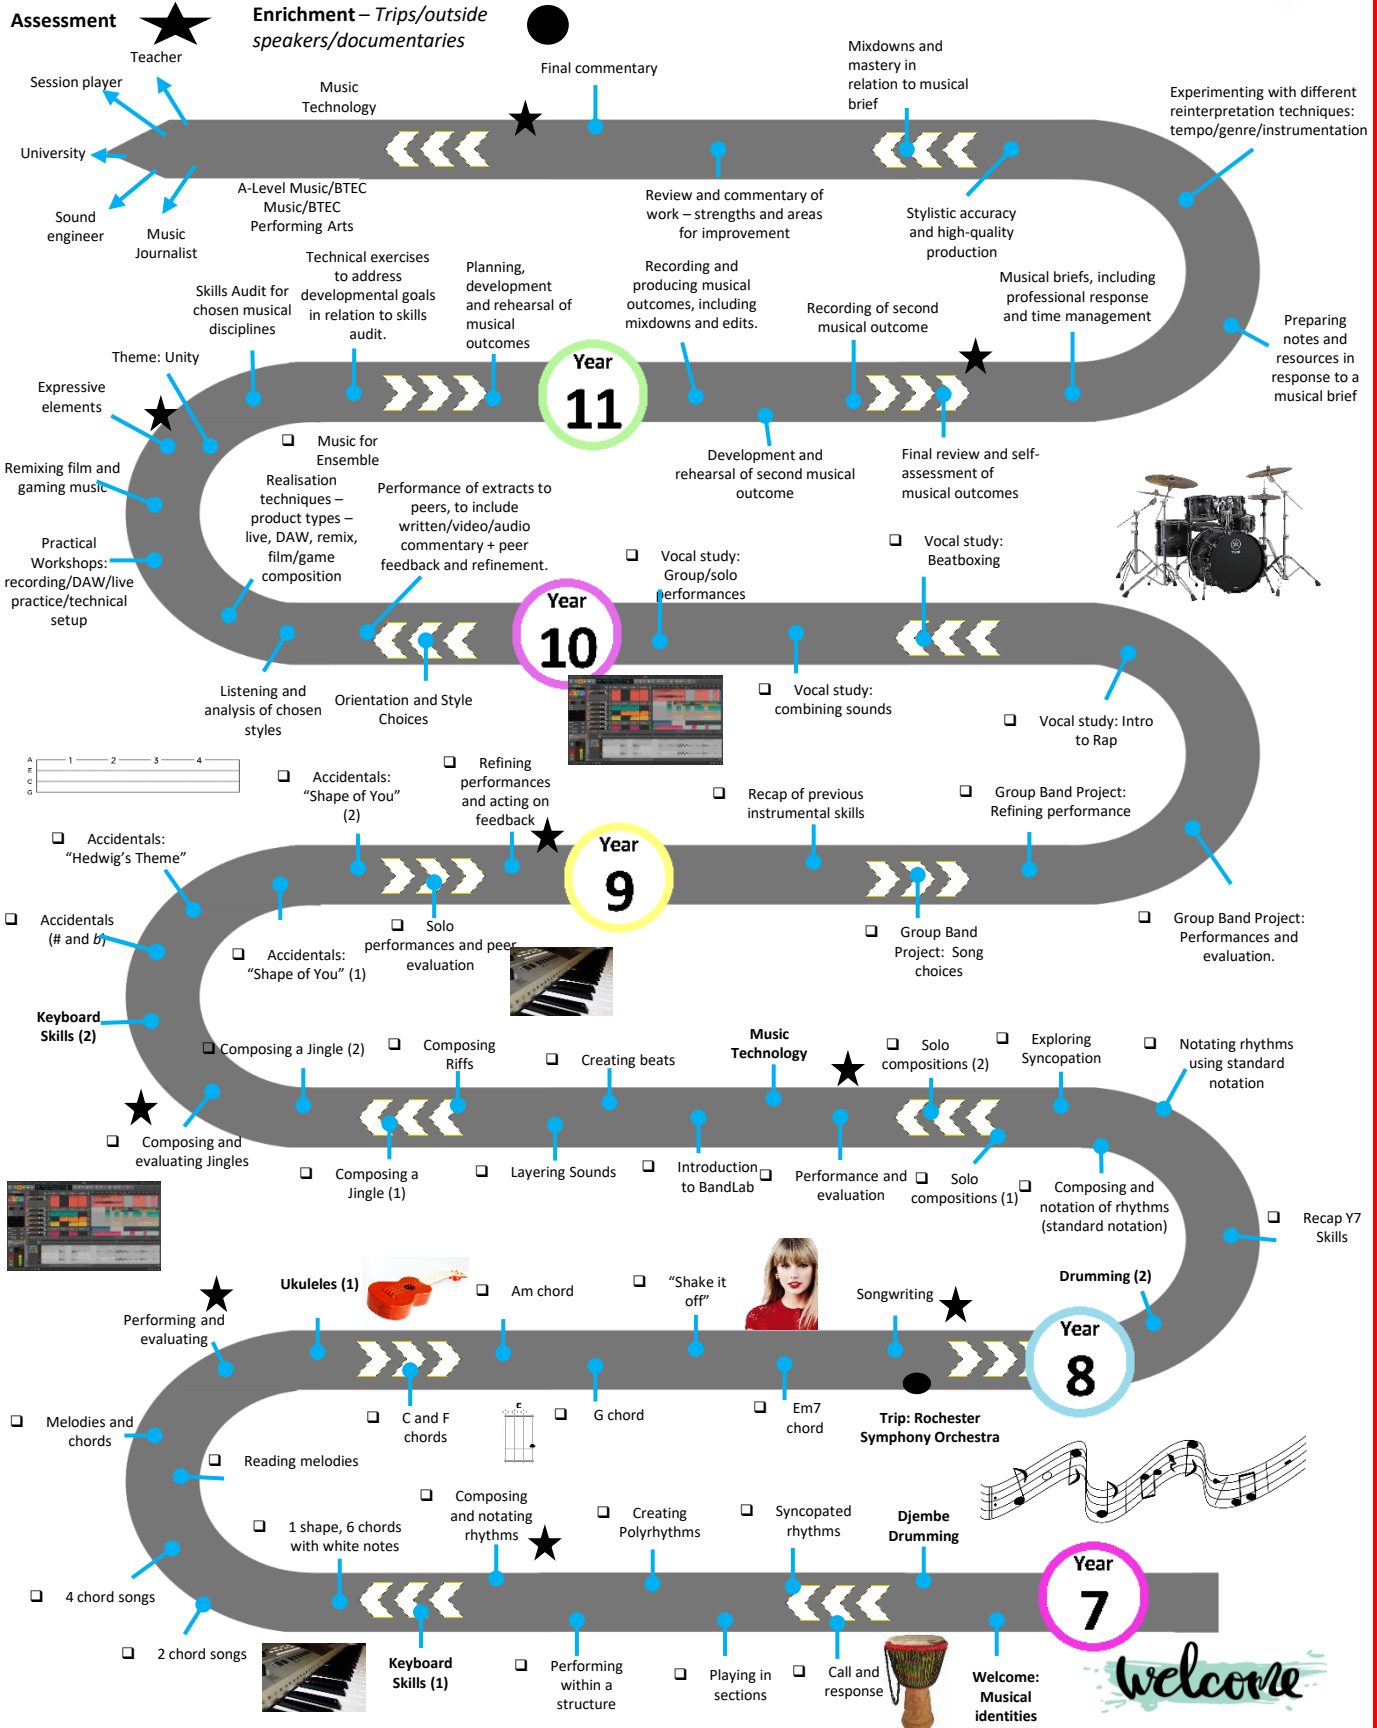 Assessment
Enrichment – Trips/outside
speakers/documentaries
Teacher
Session player
University
Sound
engineer
Music
Journalist
Music
Technology
A-Level Music/BTEC
Music/BTEC
Performing Arts
Final commentary
Review and commentary of
work – strengths and areas
for improvement
Mixdowns and
mastery in
relation to musical
brief
Stylistic accuracy
and high-quality
production
Experimenting with different
reinterpretation techniques:
tempo/genre/instrumentation
Preparing
notes and
resources in
response to a
musical brief
Musical briefs, including
professional response
and time management
Recording of second
musical outcome
Recording and
producing musical
outcomes, including
mixdowns and edits.
Planning,
development
and rehearsal of
musical
outcomes
Technical exercises
to address
developmental goals
in relation to skills
audit.
Skills Audit for
chosen musical
disciplines
Theme: Unity
Expressive
elements
Year
11
Final review and self-
assessment of
musical outcomes
Development and
rehearsal of second musical
outcome
❑ Music for
Ensemble
Remixing film and
gaming music
Practical
Workshops:
recording/DAW/live
practice/technical
setup
Realisation
techniques –
product types –
live, DAW, remix,
film/game
composition
Performance of extracts to
peers, to include
written/video/audio
commentary + peer
feedback and refinement.
Listening and
analysis of chosen
styles
Orientation and Style
Choices
Year
10
❑ Vocal study:
Group/solo
performances
❑ Vocal study:
Beatboxing
❑ Vocal study:
combining sounds
❑ Vocal study: Intro
to Rap
A 1 2 3 4
E
C
G
❑ Accidentals:
“Shape of You”
(2)
❑ Refining
performances
and acting on
feedback
❑ Recap of previous
instrumental skills
❑ Group Band Project:
Refining performance
❑ Accidentals:
“Hedwig’s Theme”
❑ Accidentals
(# and b)
❑ Accidentals:
“Shape of You” (1)
❑ Solo
performances and peer
evaluation
Year
9
❑ Group Band
Project: Song
choices
❑ Group Band Project:
Performances and
evaluation.
Keyboard
Skills (2)
❑ Composing a Jingle (2)
❑ Composing
Riffs
❑ Creating beats
Music
Technology
❑ Solo
compositions (2)
❑ Exploring
Syncopation
❑ Notating rhythms
using standard
notation
❑ Composing and
evaluating Jingles
❑ Composing a
Jingle (1)
❑ Layering Sounds
❑ Introduction
to BandLab
❑ Performance and
evaluation
❑ Solo
compositions (1)
❑ Composing and
notation of rhythms
(standard notation)
❑ Recap Y7
Skills
Drumming (2)
Year
8
Songwriting
❑ “Shake it
off”
❑ Am chord
Ukuleles (1)
Performing and
evaluating
❑ C and F
chords
C
❑ G chord
❑ Em7
chord
Trip: Rochester
Symphony Orchestra
❑ Melodies and
chords
❑ Reading melodies
❑ 1 shape, 6 chords
with white notes
❑ Composing
and notating
rhythms
❑ Creating
Polyrhythms
❑ Syncopated
rhythms
Djembe
Drumming
Year
7
❑ 4 chord songs
❑ 2 chord songs
Keyboard
Skills (1)
❑ Performing
within a
structure
❑ Playing in
sections
❑ Call and
response
Welcome:
Musical
identities
welcome